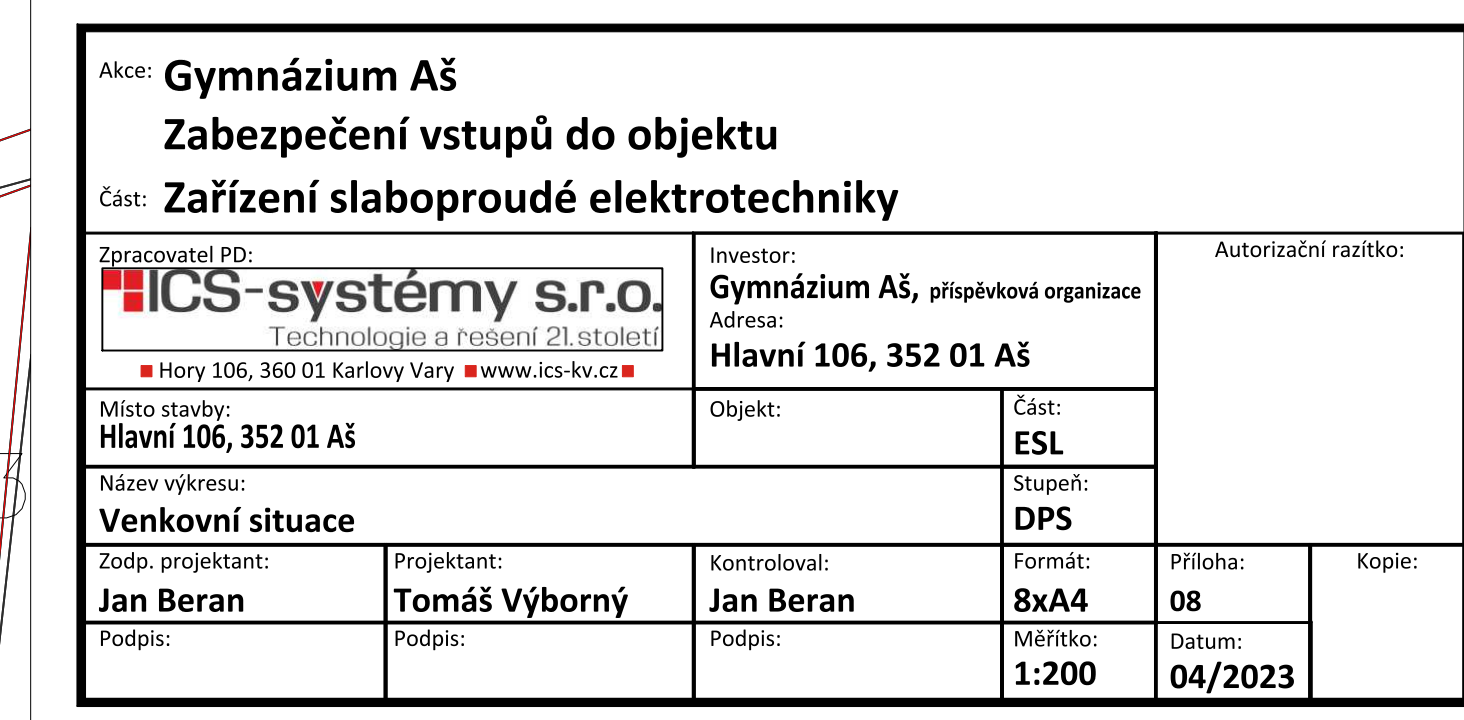 Akce: Gymnázium Aš
Zabezpečení vstupů do objektu
Část: Zařízení slaboproudé elektrotechniky
Zpracovatel PD:
ICS-systémy s.r.o.
Technologie a řešení 21.století
Hory 106, 360 01 Karlovy Vary www.ics-kv.cz
Investor:
Gymnázium Aš, příspěvková organizace
Adresa:
Hlavní 106, 352 01 Aš
Autorizační razítko:
Místo stavby:
Hlavní 106, 352 01 Aš
Objekt:
Část:
ESL
Název výkresu:
Venkovní situace
Stupeň:
DPS
Zodp. projektant:
Jan Beran
Projektant:
Tomáš Výborný
Kontroloval:
Jan Beran
Formát:
8xA4
Příloha:
08
Kopie:
Podpis:
Podpis:
Podpis:
Měřítko:
1:200
Datum:
04/2023